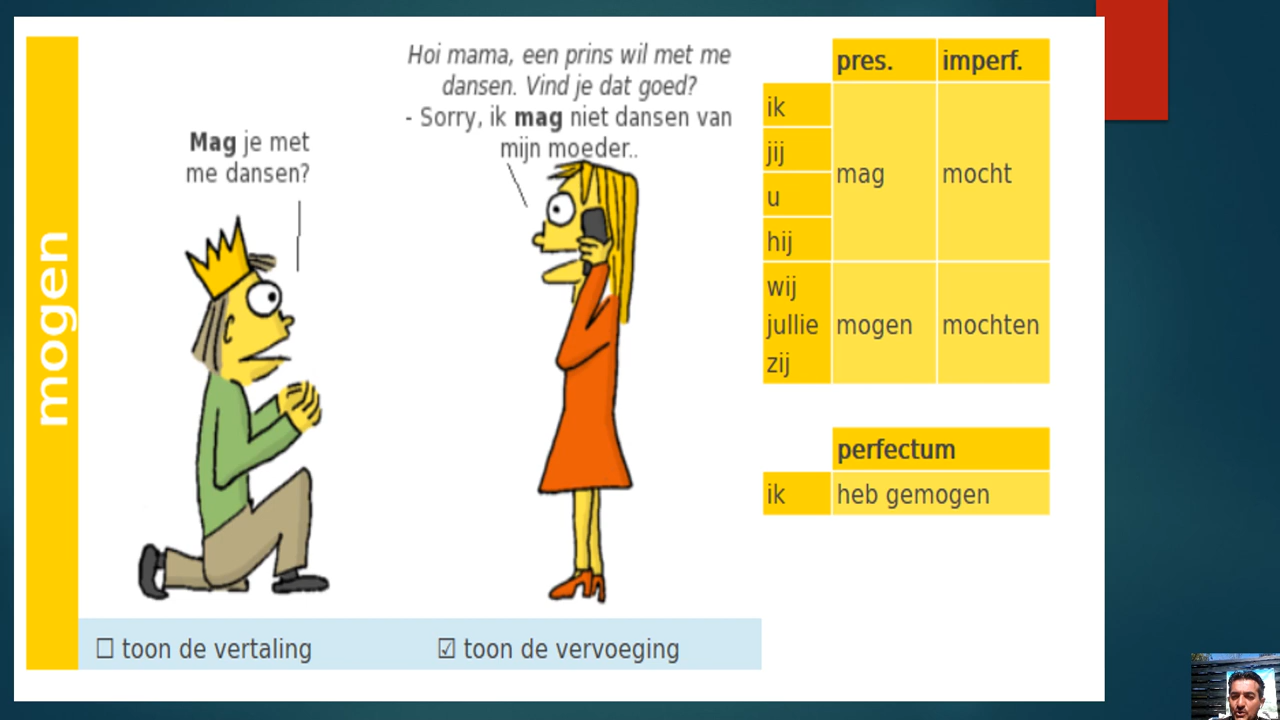 mogen
Mag je met
me dansen?
Hoi mama, een prins wil met me
dansen. Vind je dat goed?
- Sorry, ik mag niet dansen van
mijn moeder..
pres. imperf.
ik
jij
u
hij
mag mocht
wij
jullie
zij
mogen mochten
perfectum
ik heb gemogen
☐ toon de vertaling
☑ toon de vervoeging